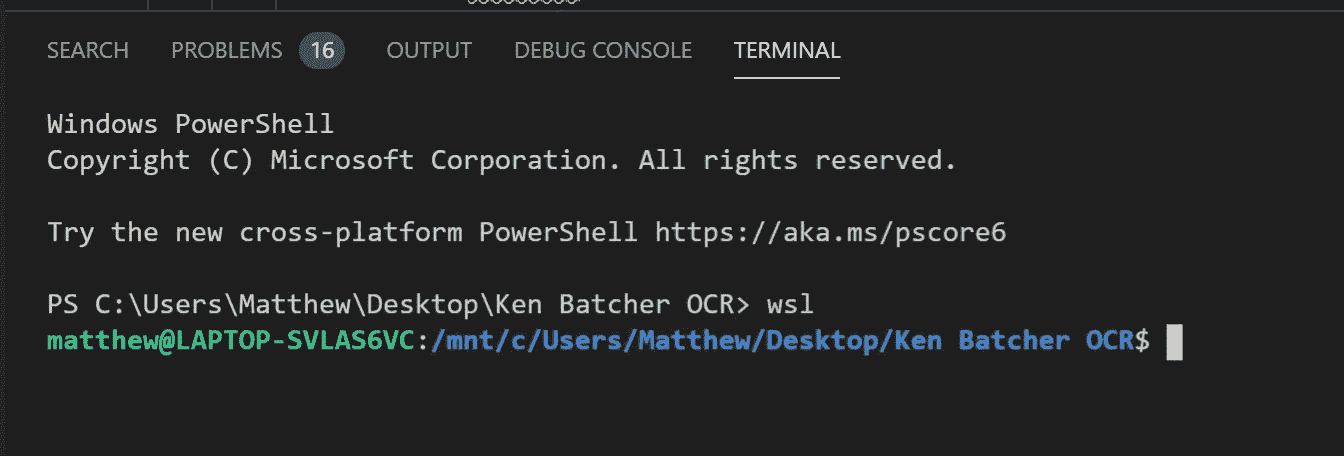 SEARCH PROBLEMS 16 OUTPUT DEBUG CONSOLE TERMINAL
Windows PowerShell
Copyright (C) Microsoft Corporation. All rights reserved.
Try the new cross-platform PowerShell https://aka.ms/pscore6
PS C:\Users\Matthew\Desktop\Ken Batcher OCR> wsl
matthew@LAPTOP-SVLAS6VC:/mnt/c/Users/Matthew/Desktop/Ken Batcher OCR$